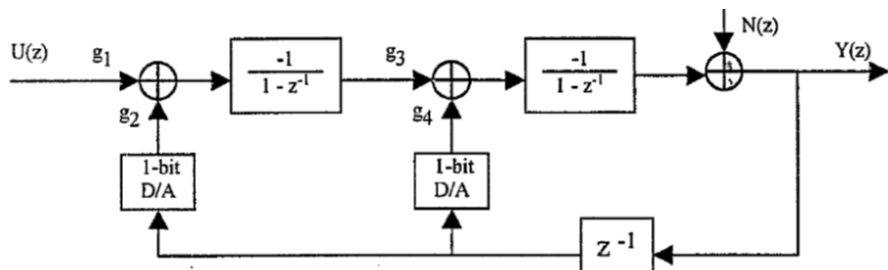 N(z)
U(z)
g1
-1
1 - z-1
g3
-1
1 - z-1
Y(z)
g2
g4
1-bit
D/A
1-bit
D/A
z -1